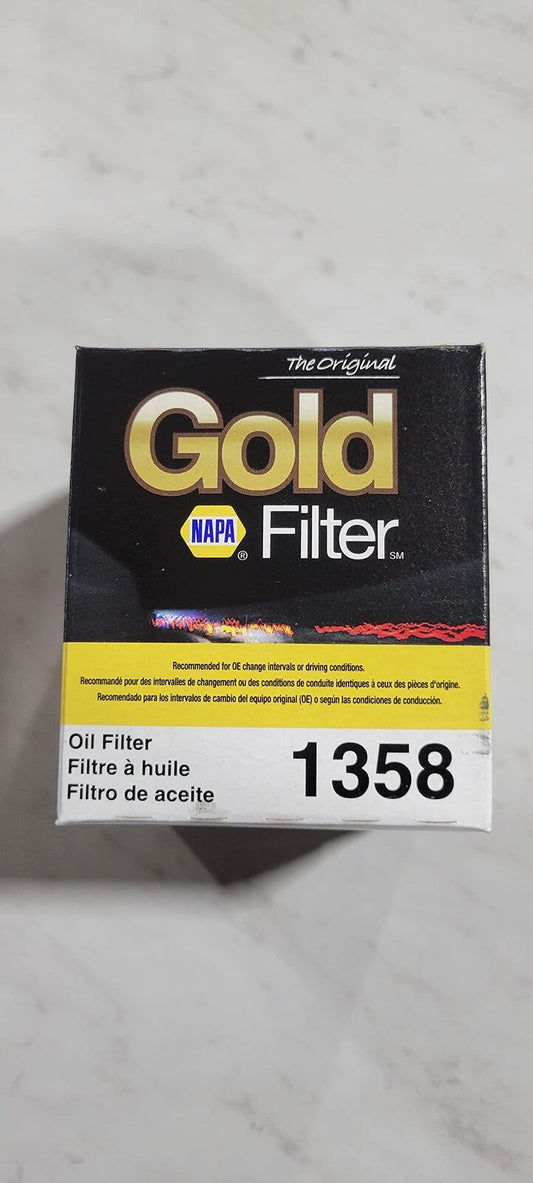 The Original
Gold
NAPA ® Filter SM
Recommended for OE change intervals or driving conditions.
Recommandé pour des intervalles de changement ou des conditions de conduite identiques à ceux des pièces d'origine.
Recomendado para los intervalos de cambio del equipo original (OE) o según las condiciones de conducción.
Oil Filter
Filtre à huile
Filtro de aceite
1358